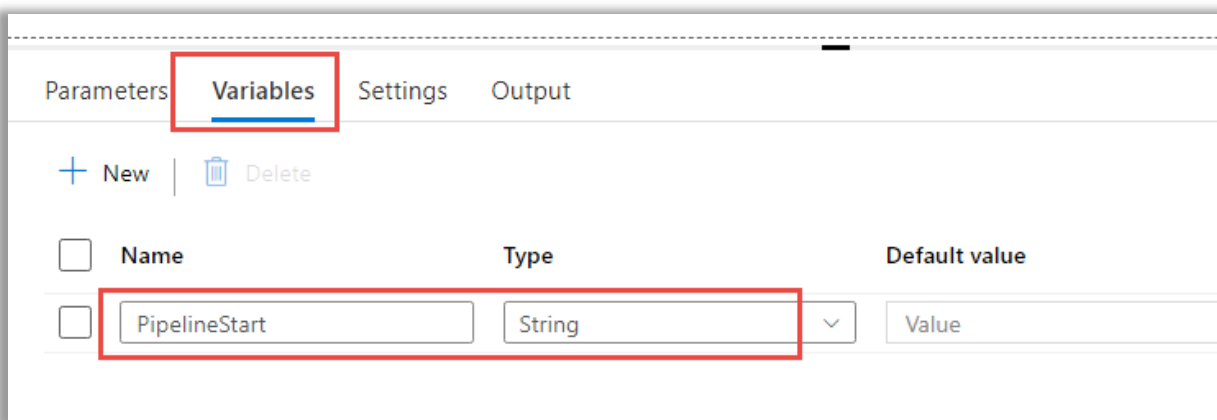 Parameters Variables Settings Output
New Delete
Name Type Default value
PipelineStart String Value